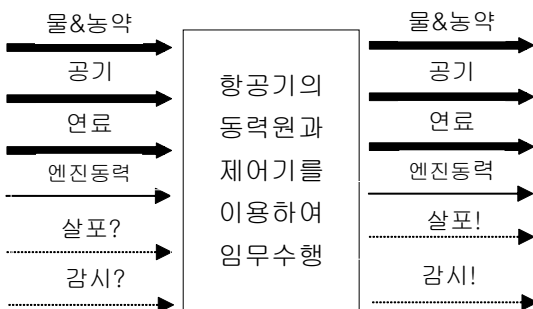 물&농약
공기
연료
엔진동력
살포?
감시?
항공기의
동력원과
제어기를
이용하여
임무수행
물&농약
공기
연료
엔진동력
살포!
감시!